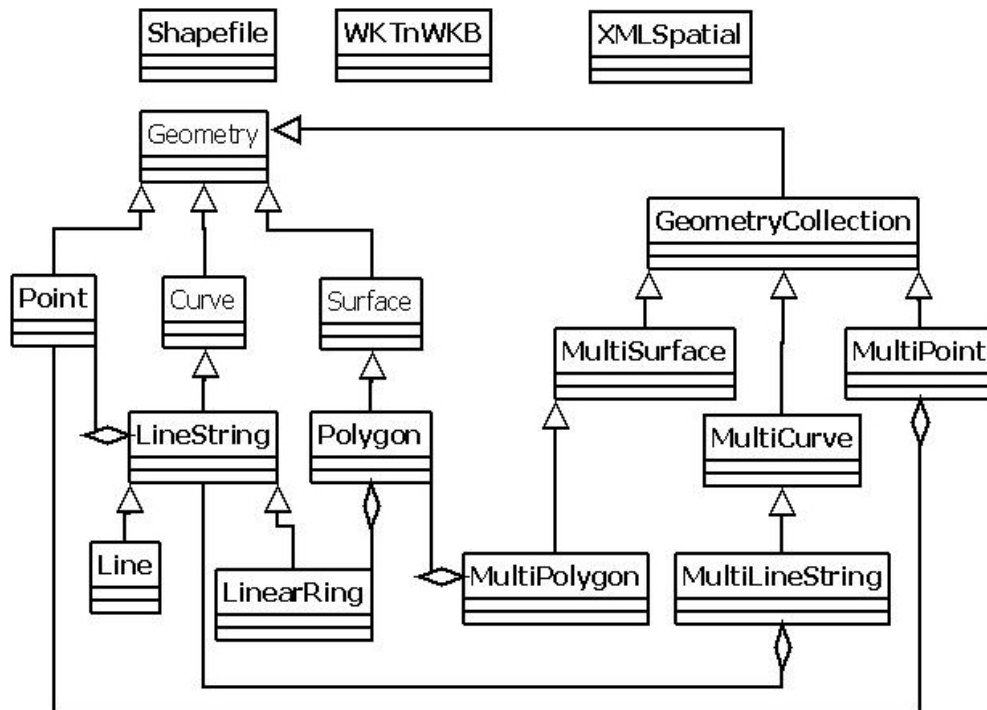 Shapefile
WKTnWKB
XMLSpatial
Geometry
GeometryCollection
Point
Curve
Surface
MultiSurface
MultiPoint
LineString
Polygon
MultiCurve
Line
LinearRing
MultiPolygon
MultiLineString